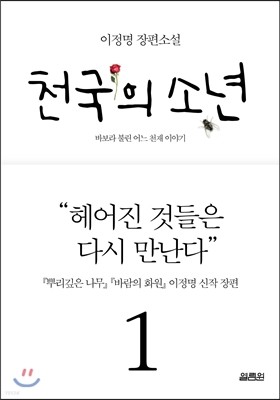 이정명 장편소설
천국의 소년
바보라 불린 어느 천재 이야기
“헤어진 것들은
다시 만난다”
『뿌리깊은 나무』 『바람의 화원』 이정명 신작 장편
1
열림원